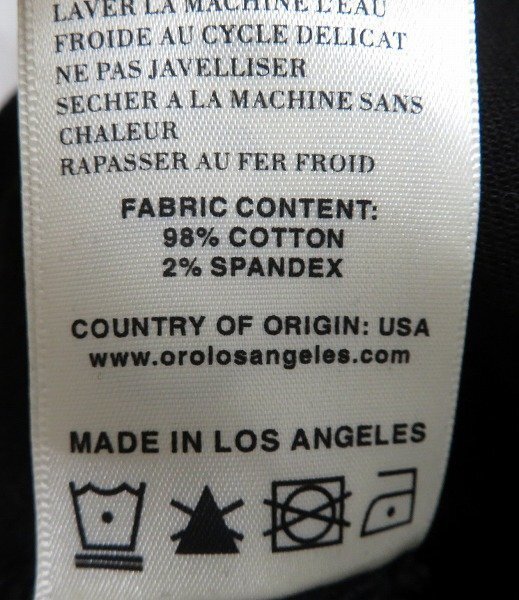 LAVER LA MACHINE L'EAU
FROIDE AU CYCLE DELICAT
NE PAS JAVELLISER
SECHER A LA MACHINE SANS
CHALEUR
RAPASSER AU FER FROID
FABRIC CONTENT:
98% COTTON
2% SPANDEX
COUNTRY OF ORIGIN: USA
www.orolosangeles.com
MADE IN LOS ANGELES